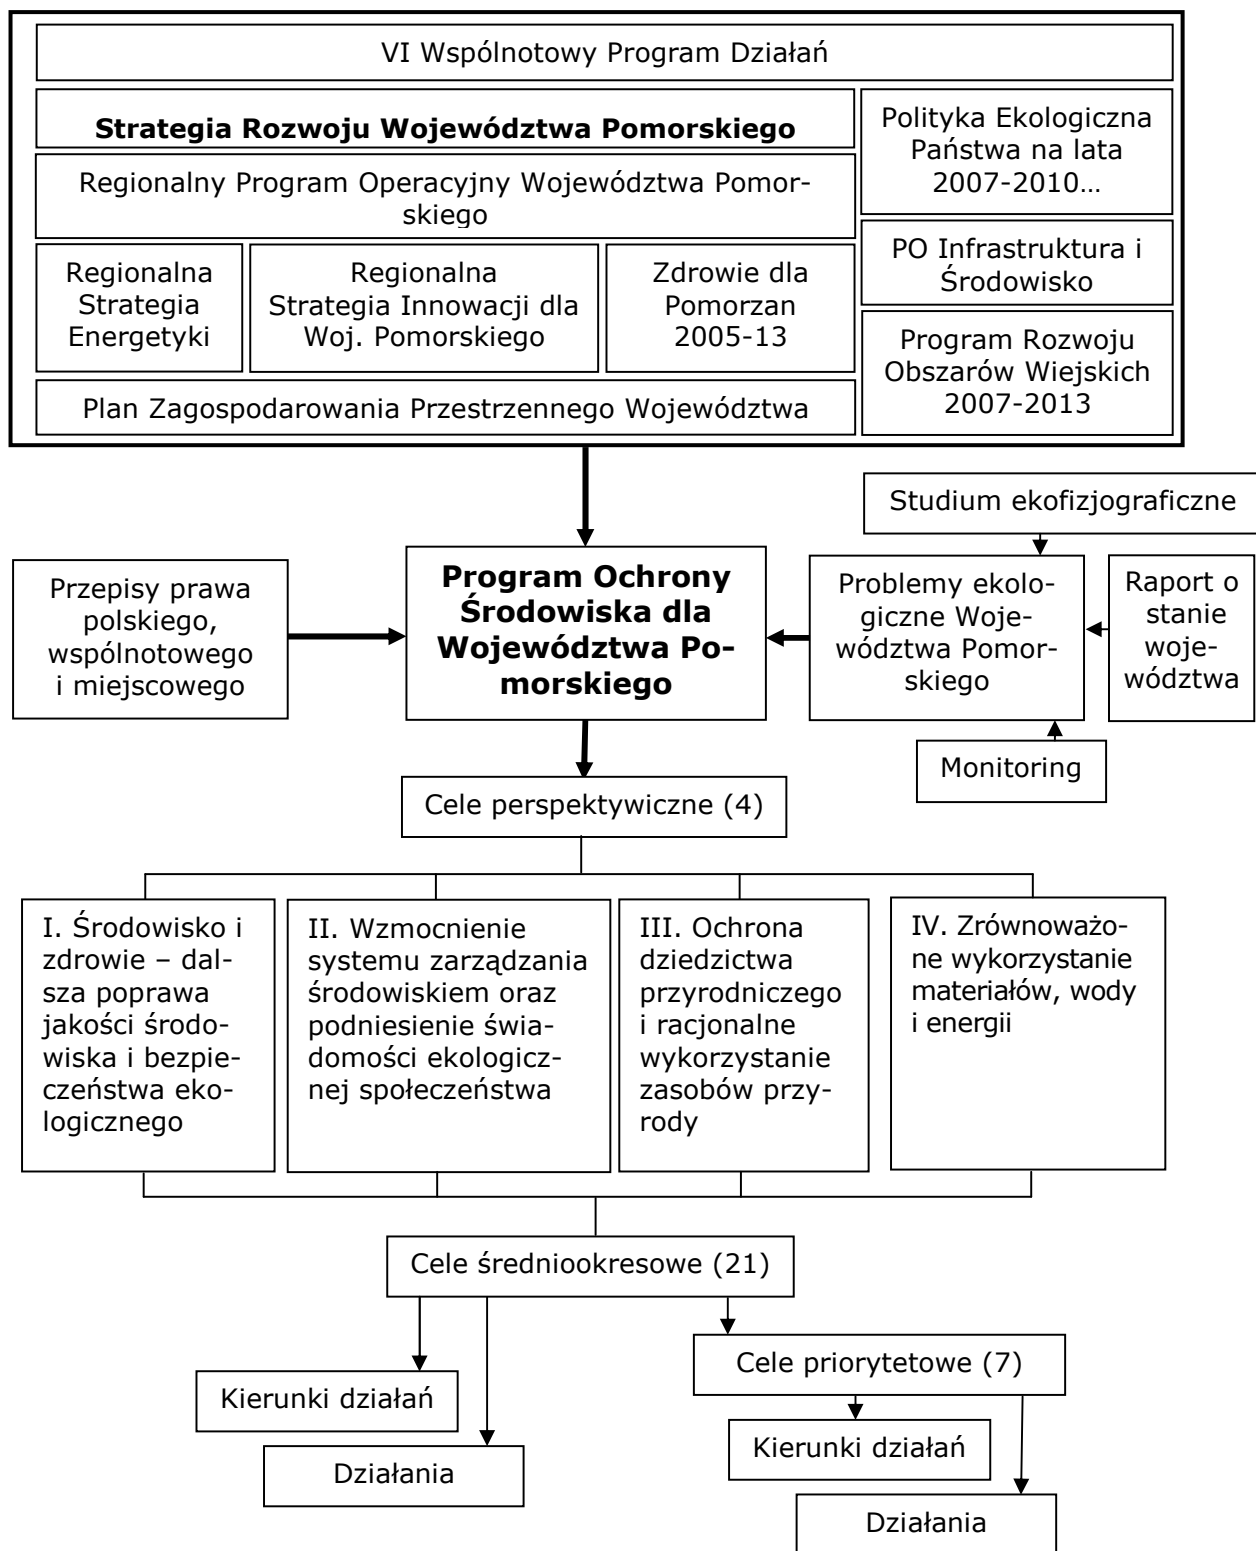 VI Wspólnotowy Program Działań
Strategia Rozwoju Województwa Pomorskiego
Regionalny Program Operacyjny Województwa Pomor-
skiego
Regionalna
Strategia
Energetyki
Regionalna
Strategia Innowacji dla
Woj. Pomorskiego
Zdrowie dla
Pomorzan
2005-13
Plan Zagospodarowania Przestrzennego Województwa
Polityka Ekologiczna
Państwa na lata
2007-2010...
PO Infrastruktura i
Środowisko
Program Rozwoju
Obszarów Wiejskich
2007-2013
Studium ekofizjograficzne
Przepisy prawa
polskiego,
wspólnotowego
i miejscowego
Program Ochrony
Środowiska dla
Województwa Po-
morskiego
Problemy ekolo-
giczne Woje-
wództwa Pomor-
skiego
Raport o
stanie
woje-
wództwa
Monitoring
Cele perspektywiczne (4)
I. Środowisko i
zdrowie – dal-
sza poprawa
jakości środo-
wiska i bezpie-
czeństwa eko-
logicznego
II. Wzmocnienie
systemu zarządzania
środowiskiem oraz
podniesienie świa-
domości ekologicz-
nej społeczeństwa
III. Ochrona
dziedzictwa
przyrodniczego
i racjonalne
wykorzystanie
zasobów przy-
rody
IV. Zrównoważo-
ne wykorzystanie
materiałów, wody
i energii
Cele średniookresowe (21)
Cele priorytetowe (7)
Kierunki działań
Działania
Kierunki działań
Działania